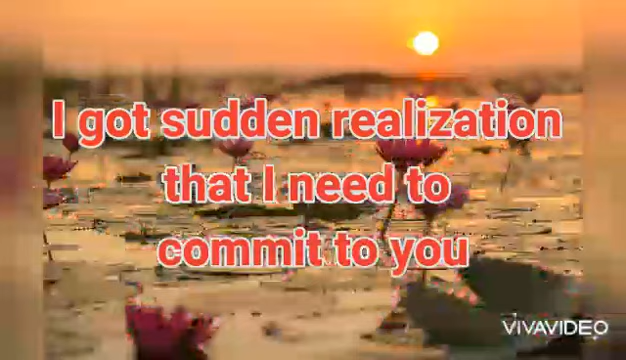 I got sudden realization
that I need to
commit to you
VIVAVIDEO